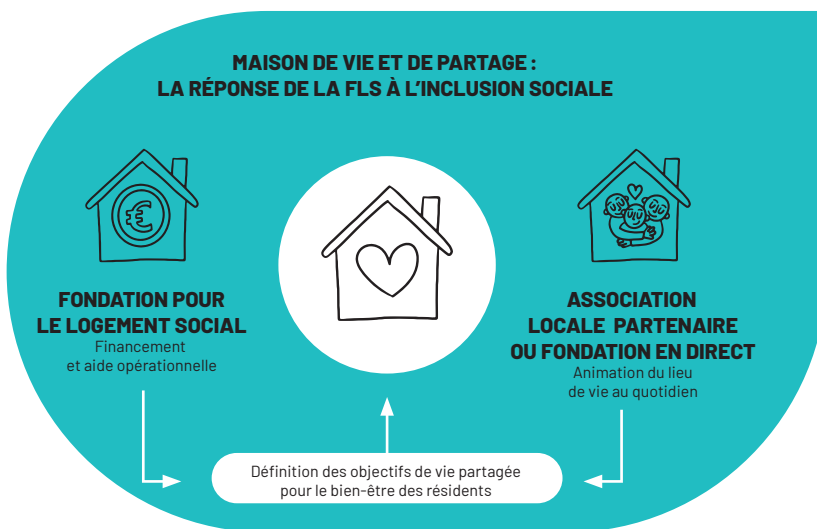 MAISON DE VIE ET DE PARTAGE :
LA RÉPONSE DE LA FLS À L'INCLUSION SOCIALE
€
FONDATION POUR
LE LOGEMENT SOCIAL
Financement
et aide opérationnelle
ASSOCIATION
LOCALE PARTENAIRE
OU FONDATION EN DIRECT
Animation du lieu
de vie au quotidien
Définition des objectifs de vie partagée
pour le bien-être des résidents